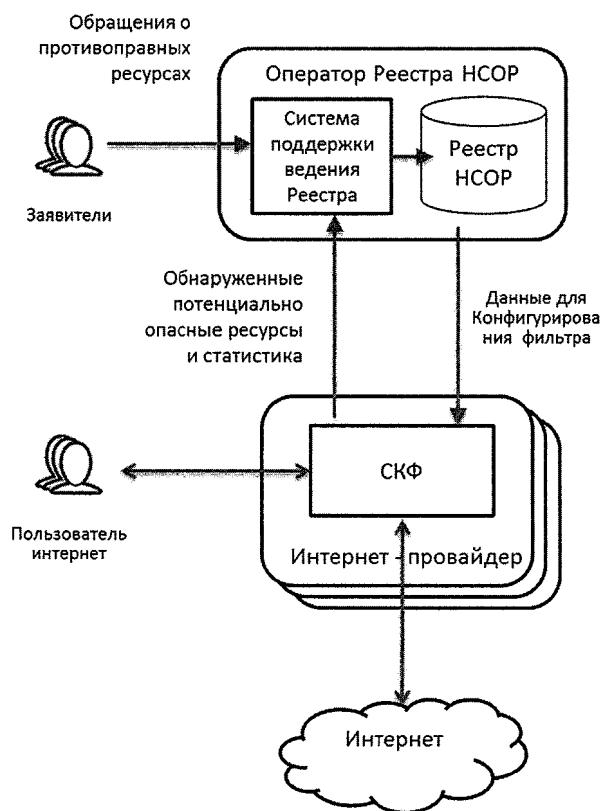 Обращения о
противоправных
ресурсах
Оператор Реестра НСОР
Система
поддержки
ведения
Реестра
Реестр
НСОР
Заявители
Обнаруженные
потенциально
опасные ресурсы
и статистика
Данные для
Конфигурирова
ния фильтра
СКФ
Пользователь
интернет
Интернет - провайдер
Интернет